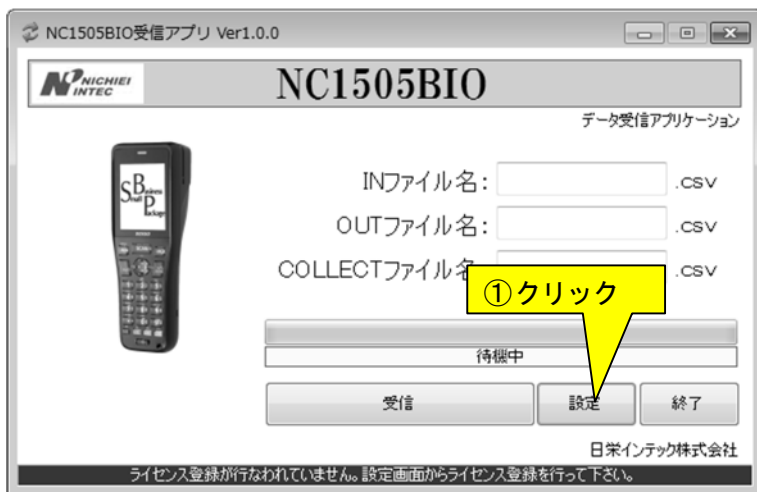 NC1505BIO受信アプリ Ver1.0.0
NICHIEI
INTEC
NC1505BIO
データ受信アプリケーション
Small Business Package
INファイル名：
.csv
OUTファイル名：
.csv
COLLECTファイル名
.csv
①クリック
待機中
受信
設定
終了
日栄インテック株式会社
ライセンス登録が行なわれていません。設定画面からライセンス登録を行って下さい。